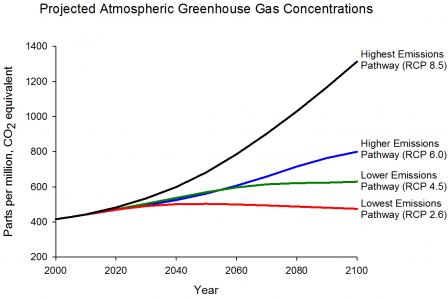 Projected Atmospheric Greenhouse Gas Concentrations
Parts per million, CO2 equivalent
1400
1200
1000
800
600
400
200
Highest Emissions
Pathway (RCP 8.5)
Higher Emissions
Pathway (RCP 6.0)
Lower Emissions
Pathway (RCP 4.5)
Lowest Emissions
Pathway (RCP 2.6)
2000
2020
2040
2060
2080
2100
Year